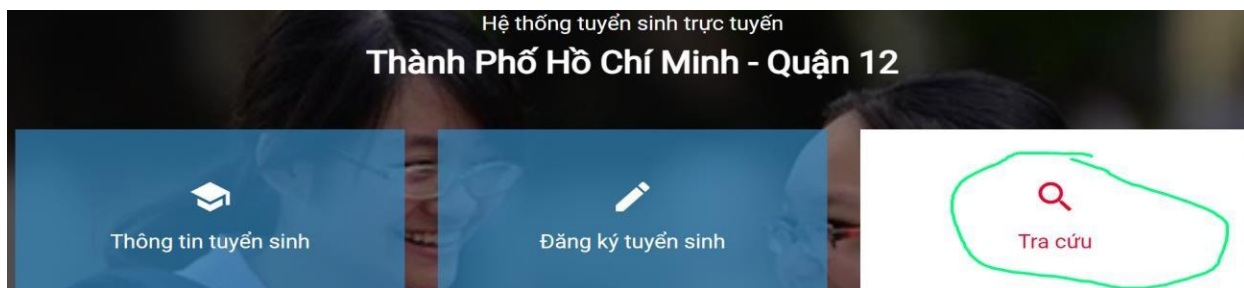 Hệ thống tuyển sinh trực tuyến
Thành Phố Hồ Chí Minh - Quận 12
Thông tin tuyển sinh
Đăng ký tuyển sinh
Tra cứu